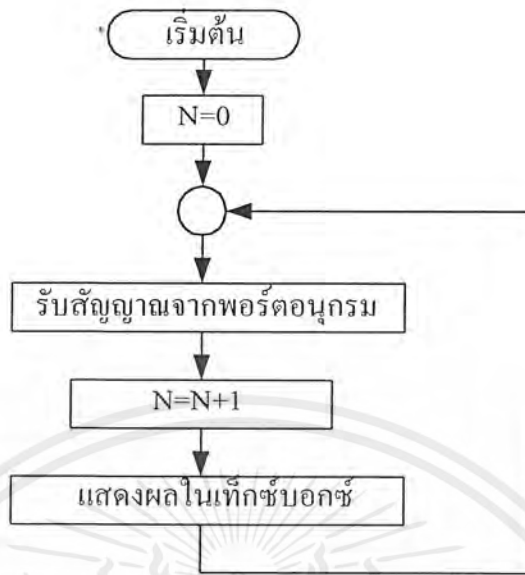 เริ่มต้น
N=0
รับสัญญาณจากพอร์ตอนุกรม
N=N+1
แสดงผลในเท็กซ์บอกซ์